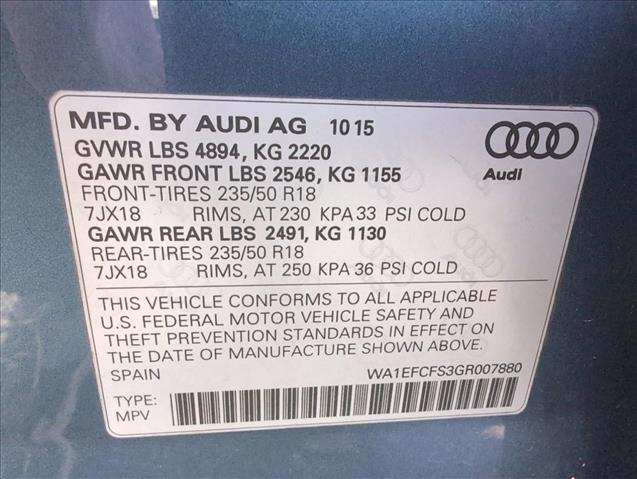 MFD. BY AUDI AG 10 15
GVWR LBS 4894, KG 2220
GAWR FRONT LBS 2546, KG 1155
FRONT-TIRES 235/50 R18
7JX18 RIMS, AT 230 KPA 33 PSI COLD
GAWR REAR LBS 2491, KG 1130
REAR-TIRES 235/50 R18
7JX18 RIMS, AT 250 KPA 36 PSI COLD
Audi
THIS VEHICLE CONFORMS TO ALL APPLICABLE
U.S. FEDERAL MOTOR VEHICLE SAFETY AND
THEFT PREVENTION STANDARDS IN EFFECT ON
THE DATE OF MANUFACTURE SHOWN ABOVE.
SPAIN WA1EFCFS3GR007880
TYPE:
MPV